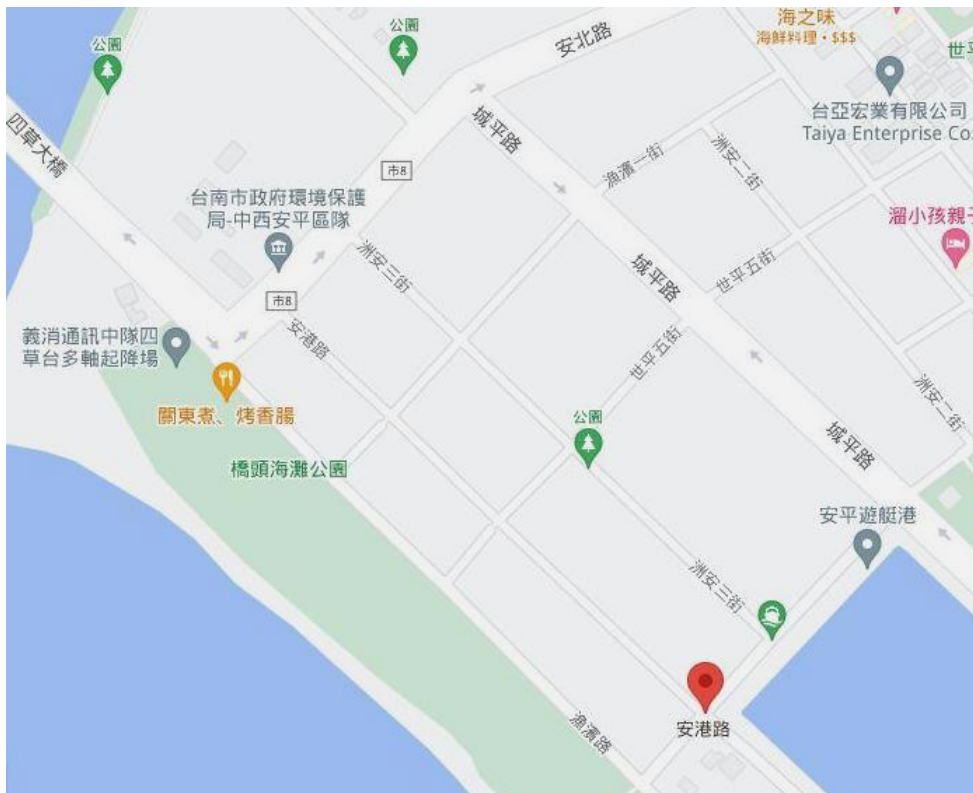 海之味
海鮮料理・$$$
公園
公園
安北路
台亞宏業有限公司
Taiya Enterprise Co.
四草大橋
城平路
漁濱一街
洲安二街
市8
台南市政府環境保護
局-中西安平區隊
溜小孩親子
洲安三街
城平路
世平五街
市8
安港路
義消通訊中隊四
草台多軸起降場
世平五街
關東煮、烤香腸
洲安二街
公園
城平路
橋頭海灘公園
安平遊艇港
洲安三街
漁濱路
安港路